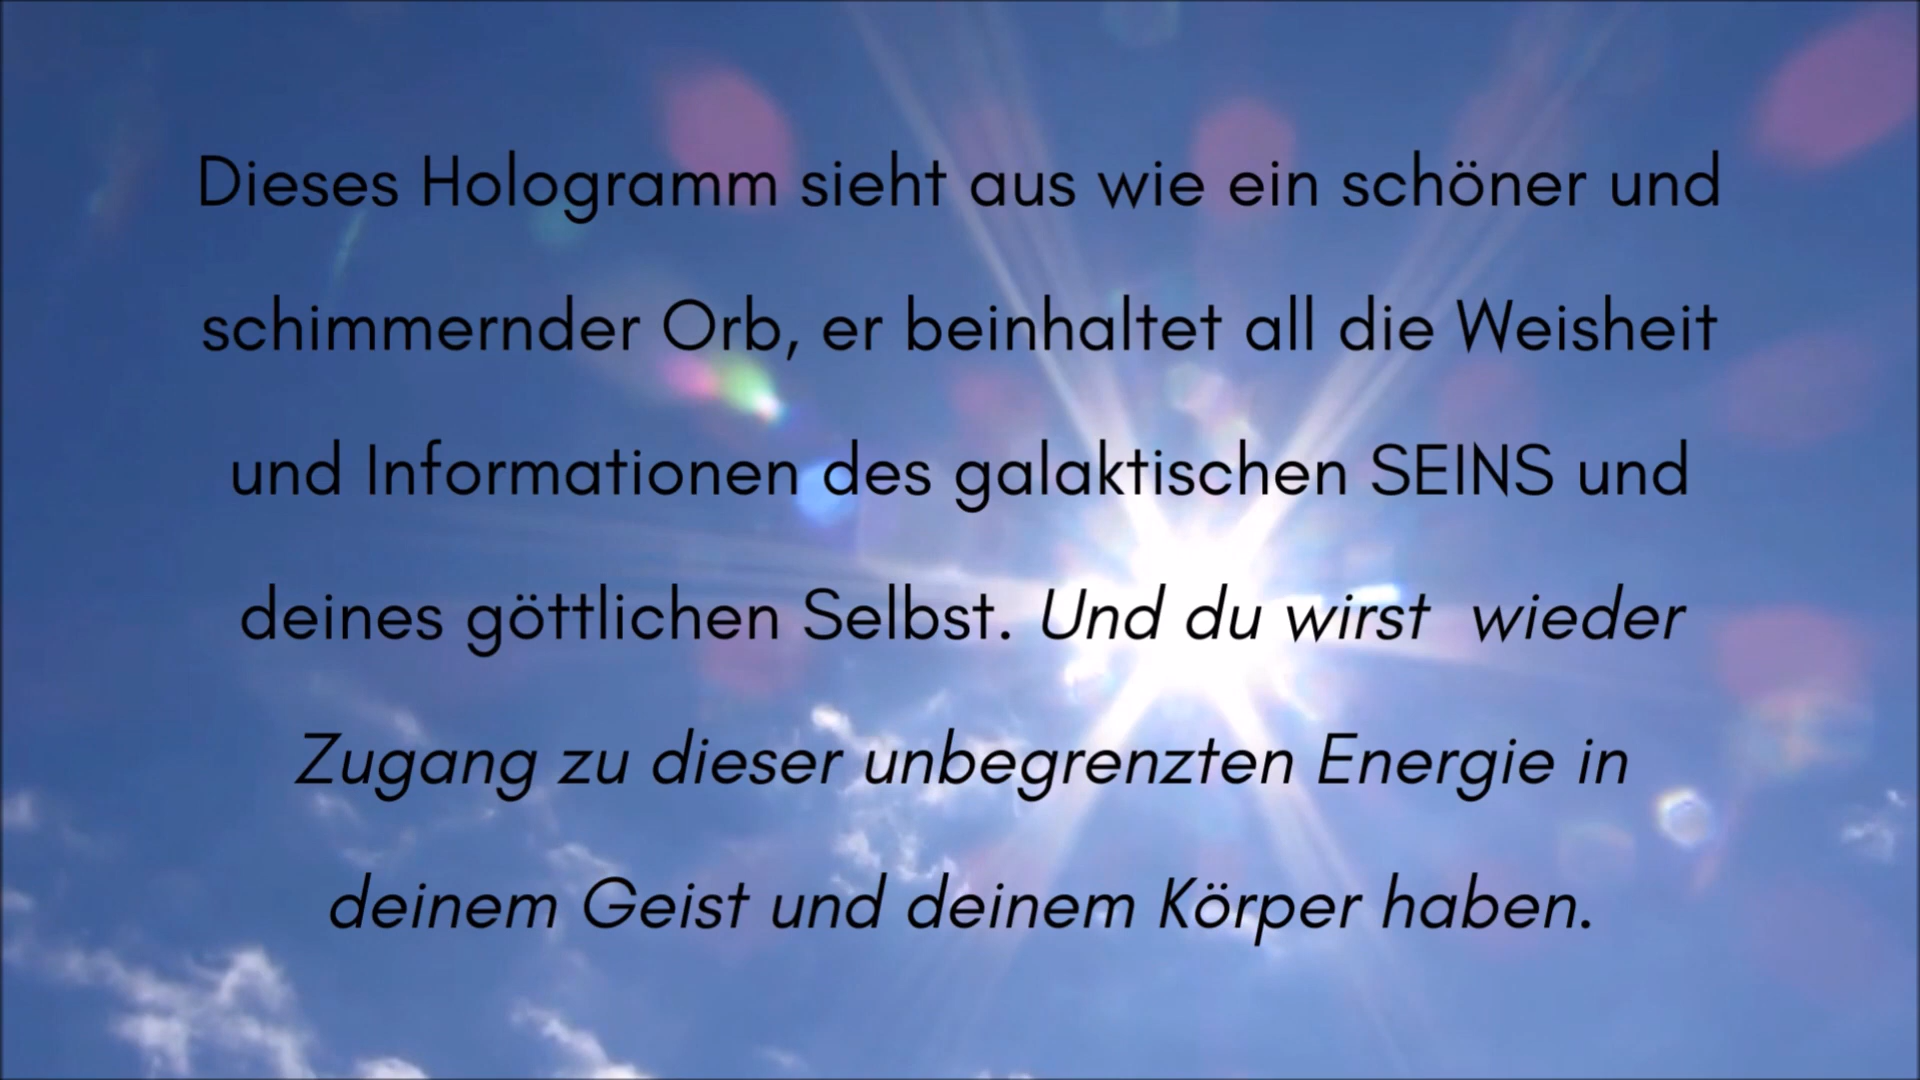 Dieses Hologramm sieht aus wie ein schöner und
schimmernder Orb, er beinhaltet all die Weisheit
und Informationen des galaktischen SEINS und
deines göttlichen Selbst. Und du wirst  wieder
Zugang zu dieser unbegrenzten Energie in
deinem Geist und deinem Körper haben.